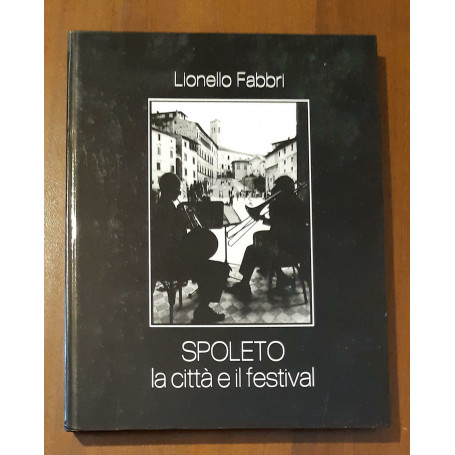 Lionello Fabbri
SPOLETO
la città e il festival